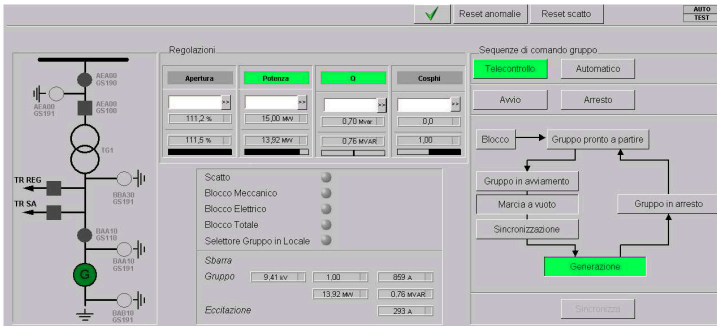 Reset anomalie
Reset scatto
AUTO
TEST
Regolazioni
Apertura
Potenza
Q
Cosphi
>>
>>
>>
>>
111,2 %
15,00 MW
0,70 Mvar
0,0
111,5 %
13,92 MW
0,76 MVAR
1,00
Sequenze di comando gruppo
Telecontrollo
Automatico
Avvio
Arresto
Blocco
Gruppo pronto a partire
Gruppo in avviamento
Marcia a vuoto
Sincronizzazione
Gruppo in arresto
Generazione
Sincronizza
AEA00
GS190
AEA00
GS191
AEA00
GS100
TG1
TR REG
BBA30
GS191
TR SA
BAA10
GS110
BAA10
GS191
G
BAB10
GS191
Scatto
Blocco Meccanico
Blocco Elettrico
Blocco Totale
Selettore Gruppo in Locale
Sbarra
Gruppo
9,41 kV
1,00
859 A
13,92 MW
0.76 MVAR
Eccitazione
293 A